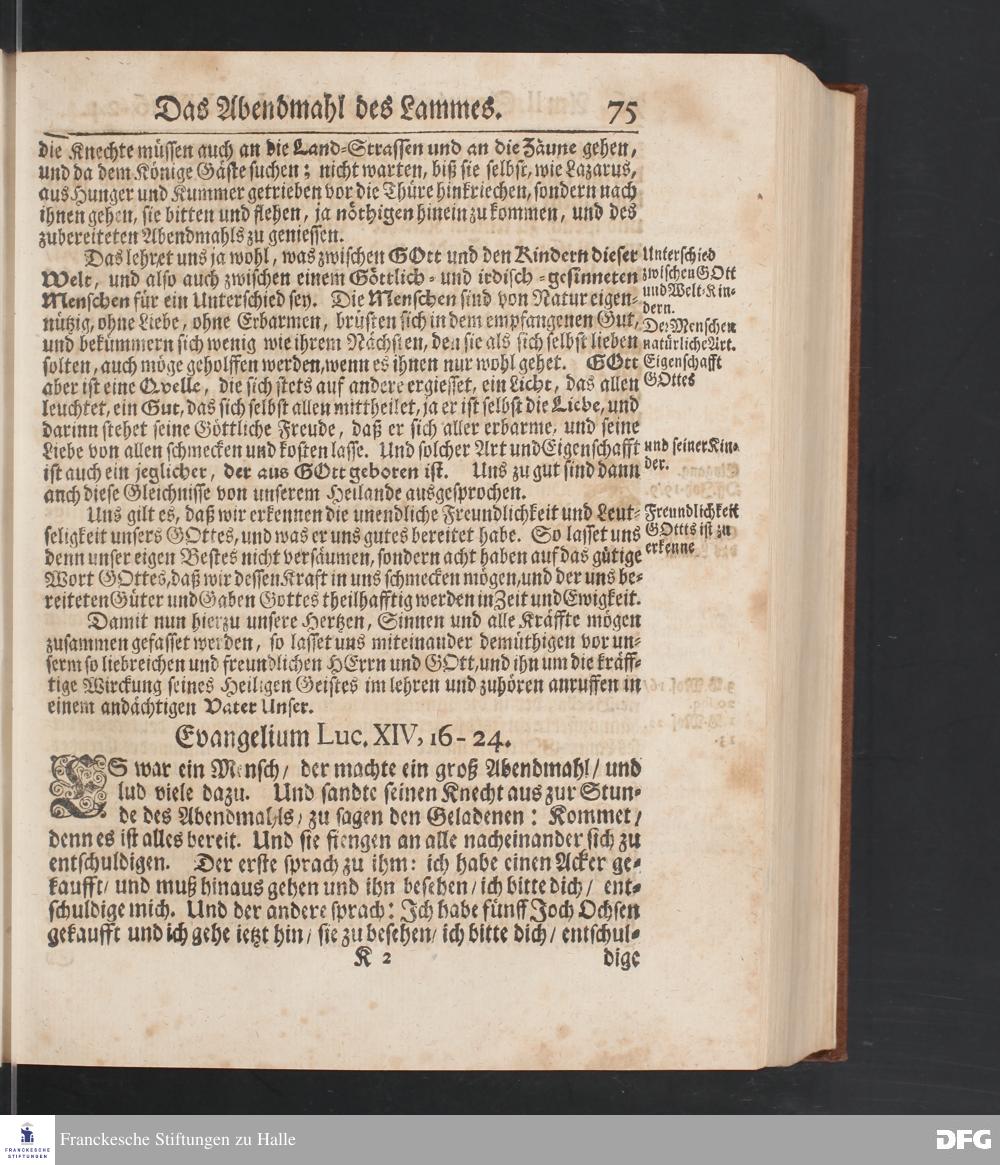 Das Abendmahl des Lammes. 75
die Knechte müssen auch an die Land-Strassen und an die Zäune gehen,
und da dem Könige Gäste suchen; nicht warten, biß sie selbst, wie Lazarus,
aus Hunger und Kummer getrieben vor die Thüre hinkriechen, sondern nach
ihnen gehen, sie bitten und flehen, ja nöthigen hinein zu kommen, und des
zubereiteten Abendmahls zu geniessen.
Das lehret uns ja wohl, was zwischen GOtt und den Kindern dieser
Welt, und also auch zwischen einem Göttlich- und irdisch-gesinneten
Menschen für ein Unterschied sey. Die Menschen sind von Natur eigen-
nützig, ohne Liebe, ohne Erbarmen, brüsten sich in dem empfangenen Gut,
und bekümmern sich wenig wie ihrem Nächsten, den sie als sich selbst lieben
solten, auch möge geholffen werden, wenn es ihnen nur wohl gehet. GOtt
aber ist eine Qvelle, die sich stets auf andere ergiesset, ein Licht, das allen
leuchtet, ein Gut, das sich selbst allen mittheilet, ja er ist selbst die Liebe, und
darinn stehet seine Göttliche Freude, daß er sich aller erbarme, und seine
Liebe von allen schmecken und kosten lasse. Und solcher Art und Eigenschafft
ist auch ein jeglicher, der aus GOtt geboren ist. Uns zu gut sind dann
auch diese Gleichnisse von unserem Heilande ausgesprochen.
Uns gilt es, daß wir erkennen die unendliche Freundlichkeit und Leut-
seligkeit unsers GOttes, und was er uns gutes bereitet habe. So lasset uns
denn unser eigen Bestes nicht versäumen, sondern acht haben auf das gütige
Wort GOttes, daß wir dessen Kraft in uns schmecken mögen, und der uns be-
reiteten Güter und Gaben Gottes theilhafftig werden in Zeit und Ewigkeit.
Damit nun hierzu unsere Hertzen, Sinnen und alle Kräffte mögen
zusammen gefasset werden, so lasset uns miteinander demüthigen vor un-
serm so liebreichen und freundlichen HErrn und GOtt, und ihn um die kräff-
tige Wirckung seines Heiligen Geistes im lehren und zuhören anruffen in
einem andächtigen Vater Unser.
Unterschied
zwischen GOtt
und Welt-Kin-
dern.
Der Menschen
natürliche Art.
Eigenschafft
GOttes
und seiner Kin-
der.
Freundlichkeit
GOttts ist zu
erkenne
Evangelium Luc. XIV, 16-24.
ES war ein Mensch/ der machte ein groß Abendmahl/ und
lud viele dazu. Und sandte seinen Knecht aus zur Stun-
de des Abendmahls/ zu sagen den Geladenen: Kommet/
denn es ist alles bereit. Und sie fiengen an alle nacheinander sich zu
entschuldigen. Der erste sprach zu ihm: ich habe einen Acker ge-
kaufft/ und muß hinaus gehen und ihn besehen/ ich bitte dich/ ent-
schuldige mich. Und der andere sprach: Ich habe fünff Joch Ochsen
gekaufft und ich gehe ietzt hin/ sie zu besehen/ ich bitte dich/ entschul-
K 2 dige
FRANCKESCHE
STIFTUNGEN
Franckesche Stiftungen zu Halle
DFG